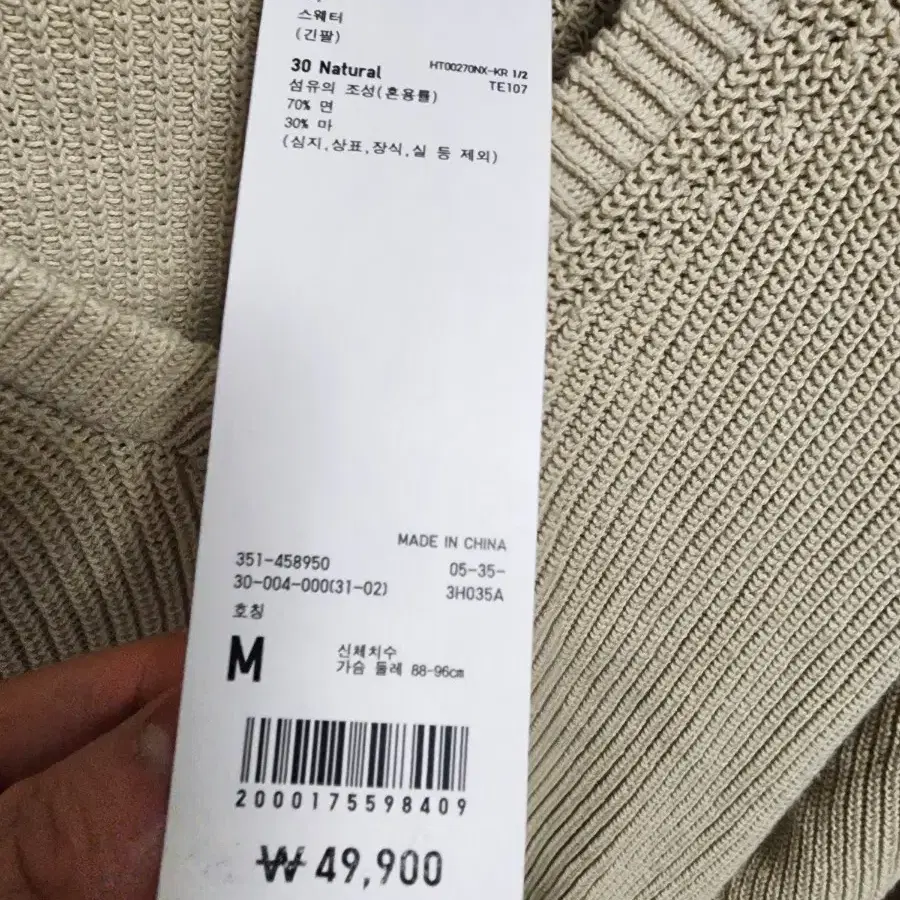 스웨터
(긴팔)
30 Natural
HT00270NX-KR 1/2
TE107
섬유의 조성(혼용률)
70% 면
30% 마
(심지,상표,장식,실 등 제외)
MADE IN CHINA
351-458950
05-35-
30-004-000(31-02)
3H035A
호칭
M
신체치수
가슴 둘레 88-96cm
2000175598409
₩ 49,900